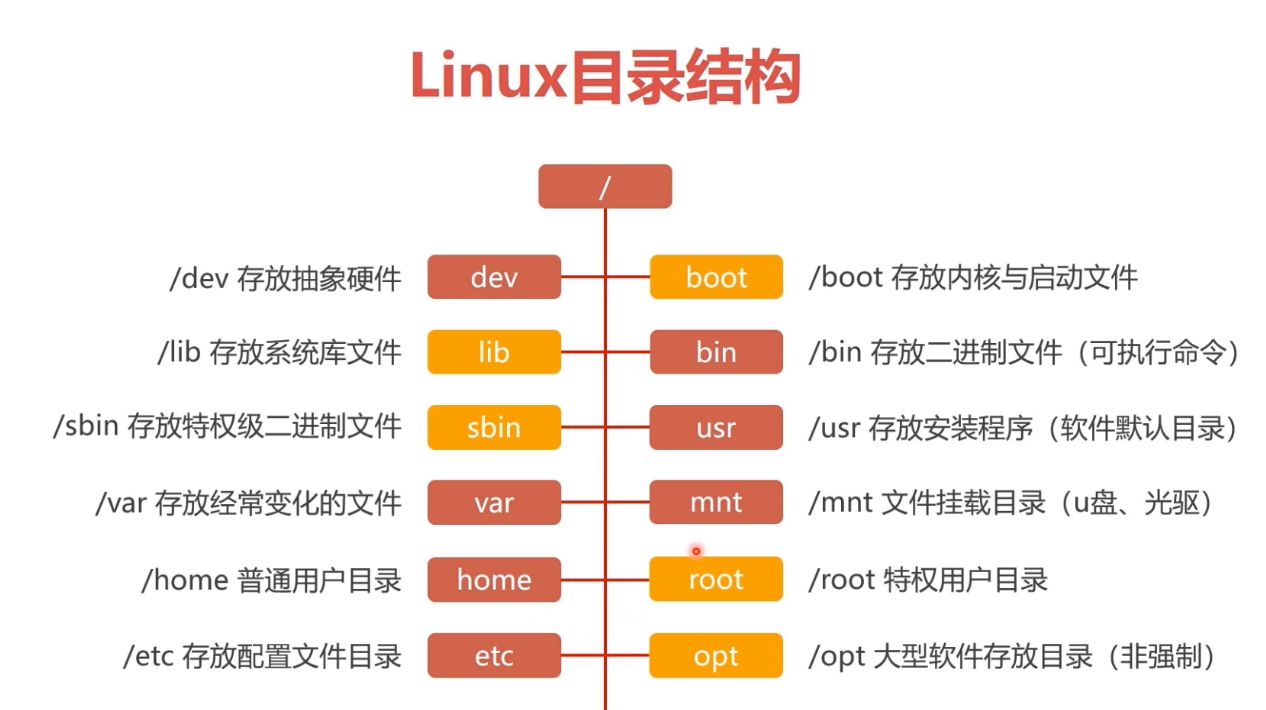 Linux目录结构
/
/dev 存放抽象硬件 dev boot /boot 存放内核与启动文件
/lib 存放系统库文件 lib bin /bin 存放二进制文件（可执行命令）
/sbin 存放特权级二进制文件 sbin usr /usr 存放安装程序（软件默认目录）
/var 存放经常变化的文件 var mnt /mnt 文件挂载目录（u盘、光驱）
/home 普通用户目录 home root /root 特权用户目录
/etc 存放配置文件目录 etc opt /opt 大型软件存放目录（非强制）